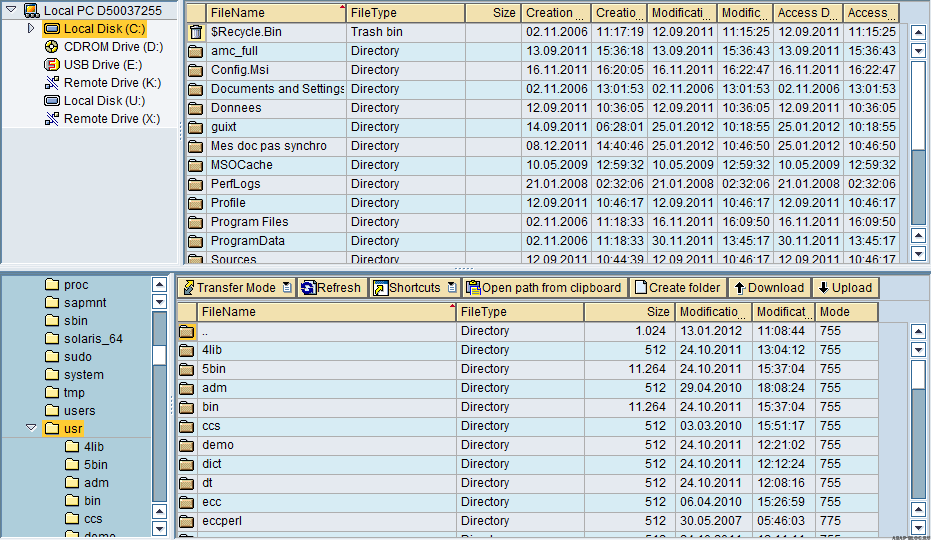 Local PC D50037255
Local Disk (C:)
CDROM Drive (D:)
USB Drive (E:)
Remote Drive (K:)
Local Disk (U:)
Remote Drive (X:)
FileName FileType Size Creation ... Creatio... Modificati... Modific... Access D... Access...
$Recycle.Bin Trash bin 02.11.2006 11:17:19 12.09.2011 11:15:25 12.09.2011 11:15:25
amc_full Directory 13.09.2011 15:36:18 13.09.2011 15:36:43 13.09.2011 15:36:43
Config.Msi Directory 16.11.2011 16:20:05 16.11.2011 16:22:47 16.11.2011 16:22:47
Documents and Settings Directory 02.11.2006 13:01:53 02.11.2006 13:01:53 02.11.2006 13:01:53
Donnees Directory 12.09.2011 10:36:05 12.09.2011 10:36:05 12.09.2011 10:36:05
guixt Directory 14.09.2011 06:28:01 25.01.2012 10:18:55 25.01.2012 10:18:55
Mes doc pas synchro Directory 08.12.2011 14:40:46 25.01.2012 10:46:50 25.01.2012 10:46:50
MSOCache Directory 10.05.2009 12:59:32 10.05.2009 12:59:32 10.05.2009 12:59:32
PerfLogs Directory 21.01.2008 02:32:06 21.01.2008 02:32:06 21.01.2008 02:32:06
Profile Directory 12.09.2011 10:46:17 12.09.2011 10:46:17 12.09.2011 10:46:17
Program Files Directory 02.11.2006 11:18:33 16.11.2011 16:09:50 16.11.2011 16:09:50
ProgramData Directory 02.11.2006 11:18:33 30.11.2011 13:45:17 30.11.2011 13:45:17
Sources Directory 12.09.2011 10:44:39 12.09.2011 10:46:17 12.09.2011 10:46:17
proc
sapmnt
sbin
solaris_64
sudo
system
tmp
users
usr
4lib
5bin
adm
bin
ccs
demo
Transfer Mode Refresh Shortcuts Open path from clipboard Create folder Download Upload
FileName FileType Size Modificatio... Modificat... Mode
.. Directory 1.024 13.01.2012 11:08:44 755
4lib Directory 512 24.10.2011 13:04:12 755
5bin Directory 11.264 24.10.2011 15:37:04 755
adm Directory 512 29.04.2010 18:08:24 755
bin Directory 11.264 24.10.2011 15:37:04 755
ccs Directory 512 03.03.2010 15:51:17 755
demo Directory 512 24.10.2011 12:21:02 755
dict Directory 512 24.10.2011 12:12:24 755
dt Directory 512 24.10.2011 12:08:16 755
ecc Directory 512 06.04.2010 15:26:59 755
eccperl Directory 512 30.05.2007 05:46:03 775